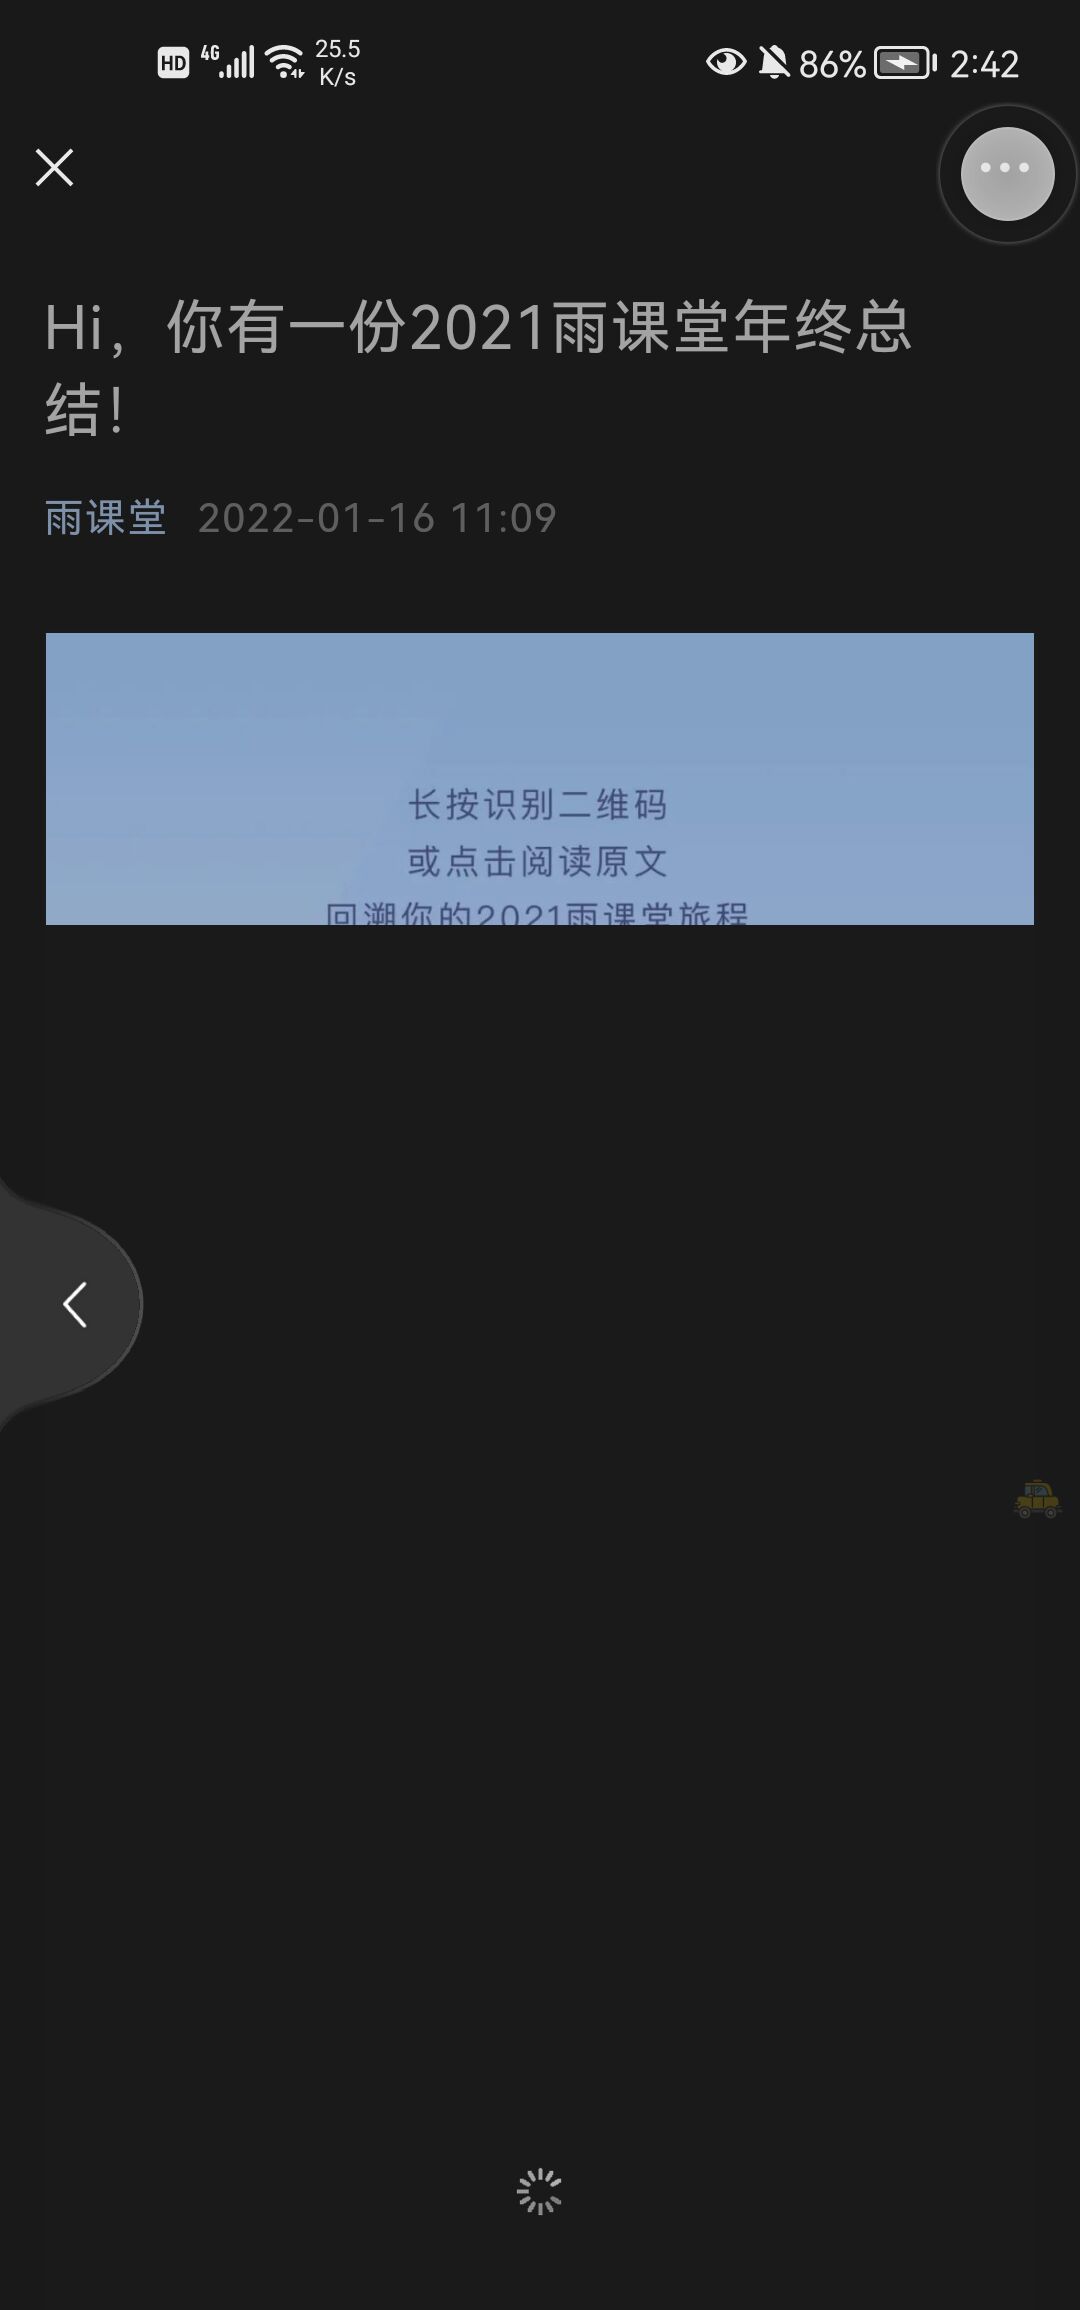 HD 4G 25.5 K/s 86% 2:42
Hi，你有一份2021雨课堂年终总
结！
雨课堂 2022-01-16 11:09
长按识别二维码
或点击阅读原文
回溯你的2021雨课堂旅程